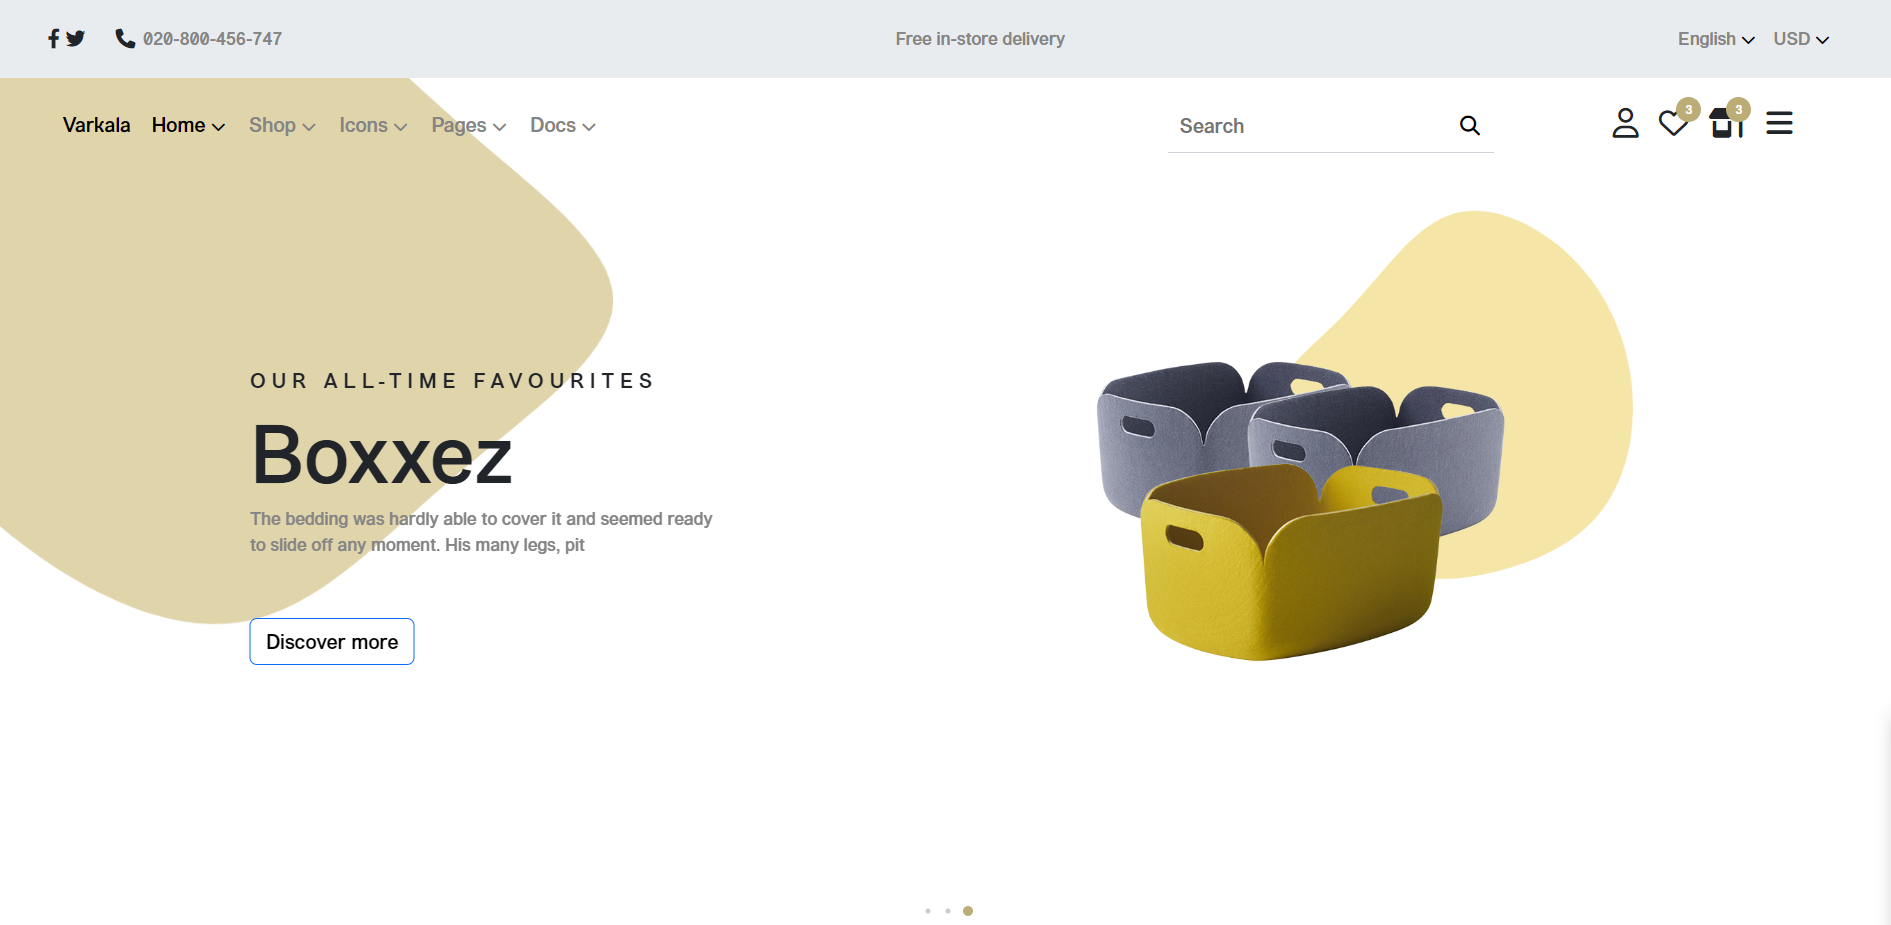 020-800-456-747
Free in-store delivery
English
USD
Varkala
Home
Shop
Icons
Pages
Docs
Search
3
3
OUR ALL-TIME FAVOURITES
Boxxez
The bedding was hardly able to cover it and seemed ready
to slide off any moment. His many legs, pit
Discover more